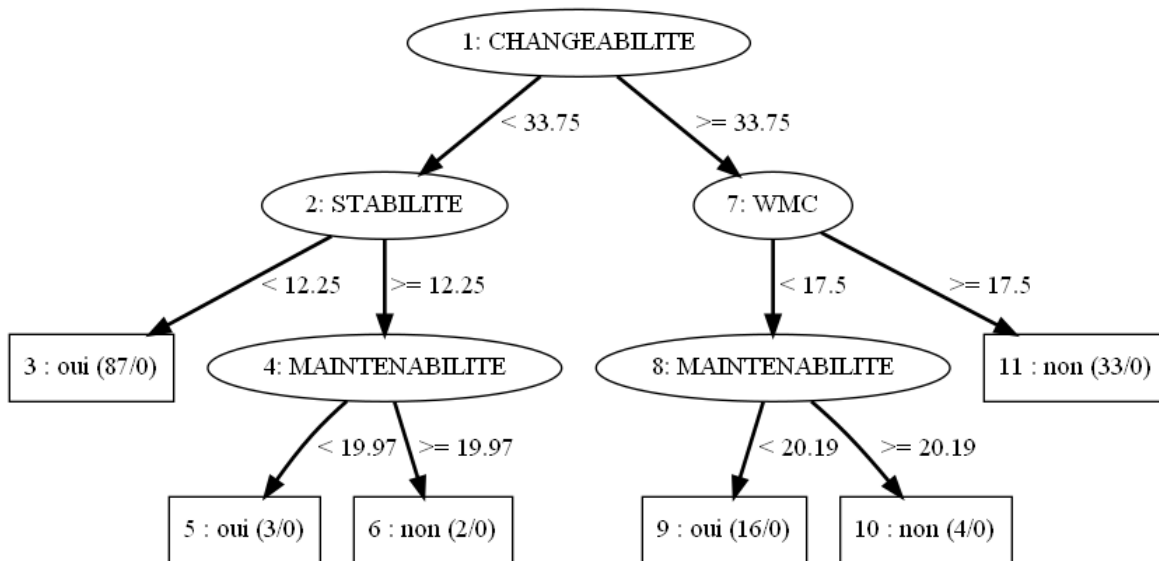 1: CHANGEABILITE
< 33.75
>= 33.75
2: STABILITE
7: WMC
< 12.25
>= 12.25
< 17.5
>= 17.5
3 : oui (87/0)
4: MAINTENABILITE
8: MAINTENABILITE
11 : non (33/0)
< 19.97
>= 19.97
< 20.19
>= 20.19
5 : oui (3/0)
6 : non (2/0)
9 : oui (16/0)
10 : non (4/0)